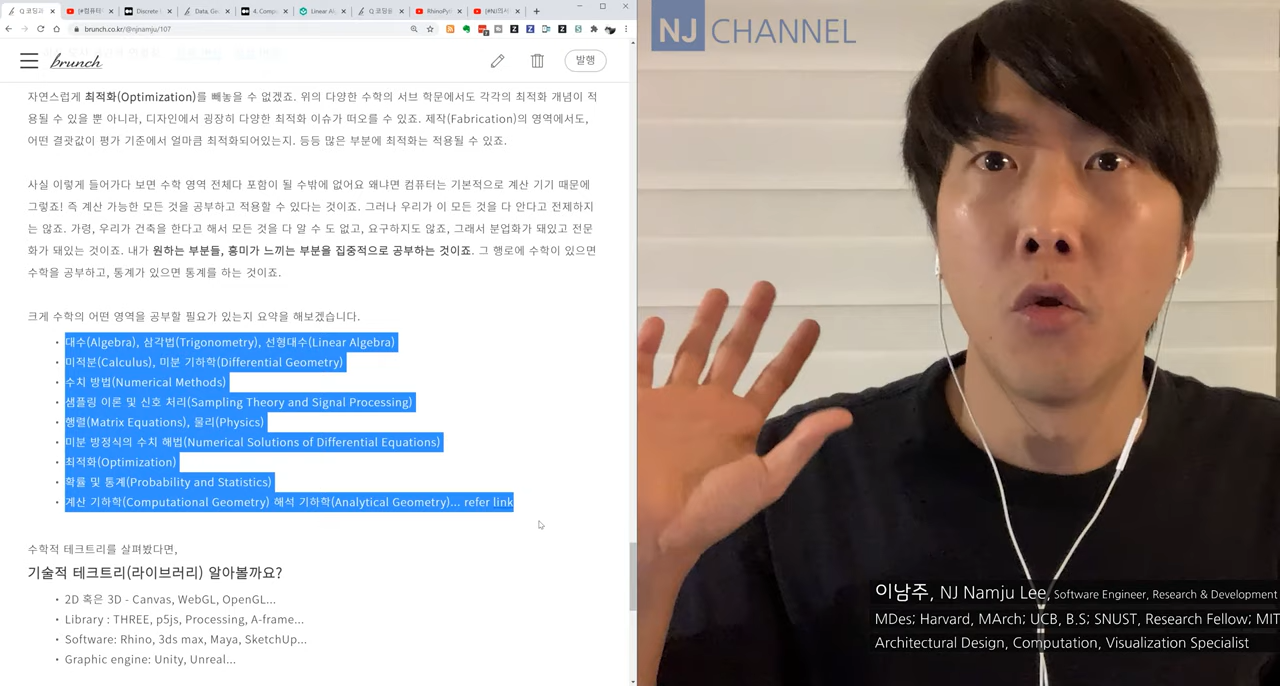 Q 코딩과
[#컴퓨터
Discrete
Data, Ge
4. Comp
Linear Al
Q 코딩을
RhinoPyt
[#NJ의서
brunch.co.kr/@njnamju/107
brunch
발행
자연스럽게 최적화(Optimization)를 빼놓을 수 없겠죠. 위의 다양한 수학의 서브 학문에서도 각각의 최적화 개념이 적
용될 수 있을 뿐 아니라, 디자인에서 굉장히 다양한 최적화 이슈가 떠오를 수 있죠. 제작(Fabrication)의 영역에서도,
어떤 결괏값이 평가 기준에서 얼마큼 최적화되어있는지. 등등 많은 부분에 최적화는 적용될 수 있죠.
사실 이렇게 들어가다 보면 수학 영역 전체다 포함이 될 수밖에 없어요 왜냐면 컴퓨터는 기본적으로 계산 기기 때문에
그렇죠! 즉 계산 가능한 모든 것을 공부하고 적용할 수 있다는 것이죠. 그러나 우리가 이 모든 것을 다 안다고 전제하지
는 않죠. 가령, 우리가 건축을 한다고 해서 모든 것을 다 알 수 도 없고, 요구하지도 않죠, 그래서 분업화가 돼있고 전문
화가 돼있는 것이죠. 내가 원하는 부분들, 흥미가 느끼는 부분을 집중적으로 공부하는 것이죠. 그 행로에 수학이 있으면
수학을 공부하고, 통계가 있으면 통계를 하는 것이죠.
크게 수학의 어떤 영역을 공부할 필요가 있는지 요약을 해보겠습니다.
• 대수(Algebra), 삼각법(Trigonometry), 선형대수(Linear Algebra)
• 미적분(Calculus), 미분 기하학(Differential Geometry)
• 수치 방법(Numerical Methods)
• 샘플링 이론 및 신호 처리(Sampling Theory and Signal Processing)
• 행렬(Matrix Equations), 물리(Physics)
• 미분 방정식의 수치 해법(Numerical Solutions of Differential Equations)
• 최적화(Optimization)
• 확률 및 통계(Probability and Statistics)
• 계산 기하학(Computational Geometry) 해석 기하학(Analytical Geometry)... refer link
수학적 테크트리를 살펴봤다면,
기술적 테크트리(라이브러리) 알아볼까요?
• 2D 혹은 3D - Canvas, WebGL, OpenGL...
• Library : THREE, p5js, Processing, A-frame...
• Software: Rhino, 3ds max, Maya, SketchUp...
• Graphic engine: Unity, Unreal...
NJ CHANNEL
이남주, NJ Namju Lee, Software Engineer, Research & Development
MDes; Harvard, MArch; UCB, B.S; SNUST, Research Fellow; MIT
Architectural Design, Computation, Visualization Specialist